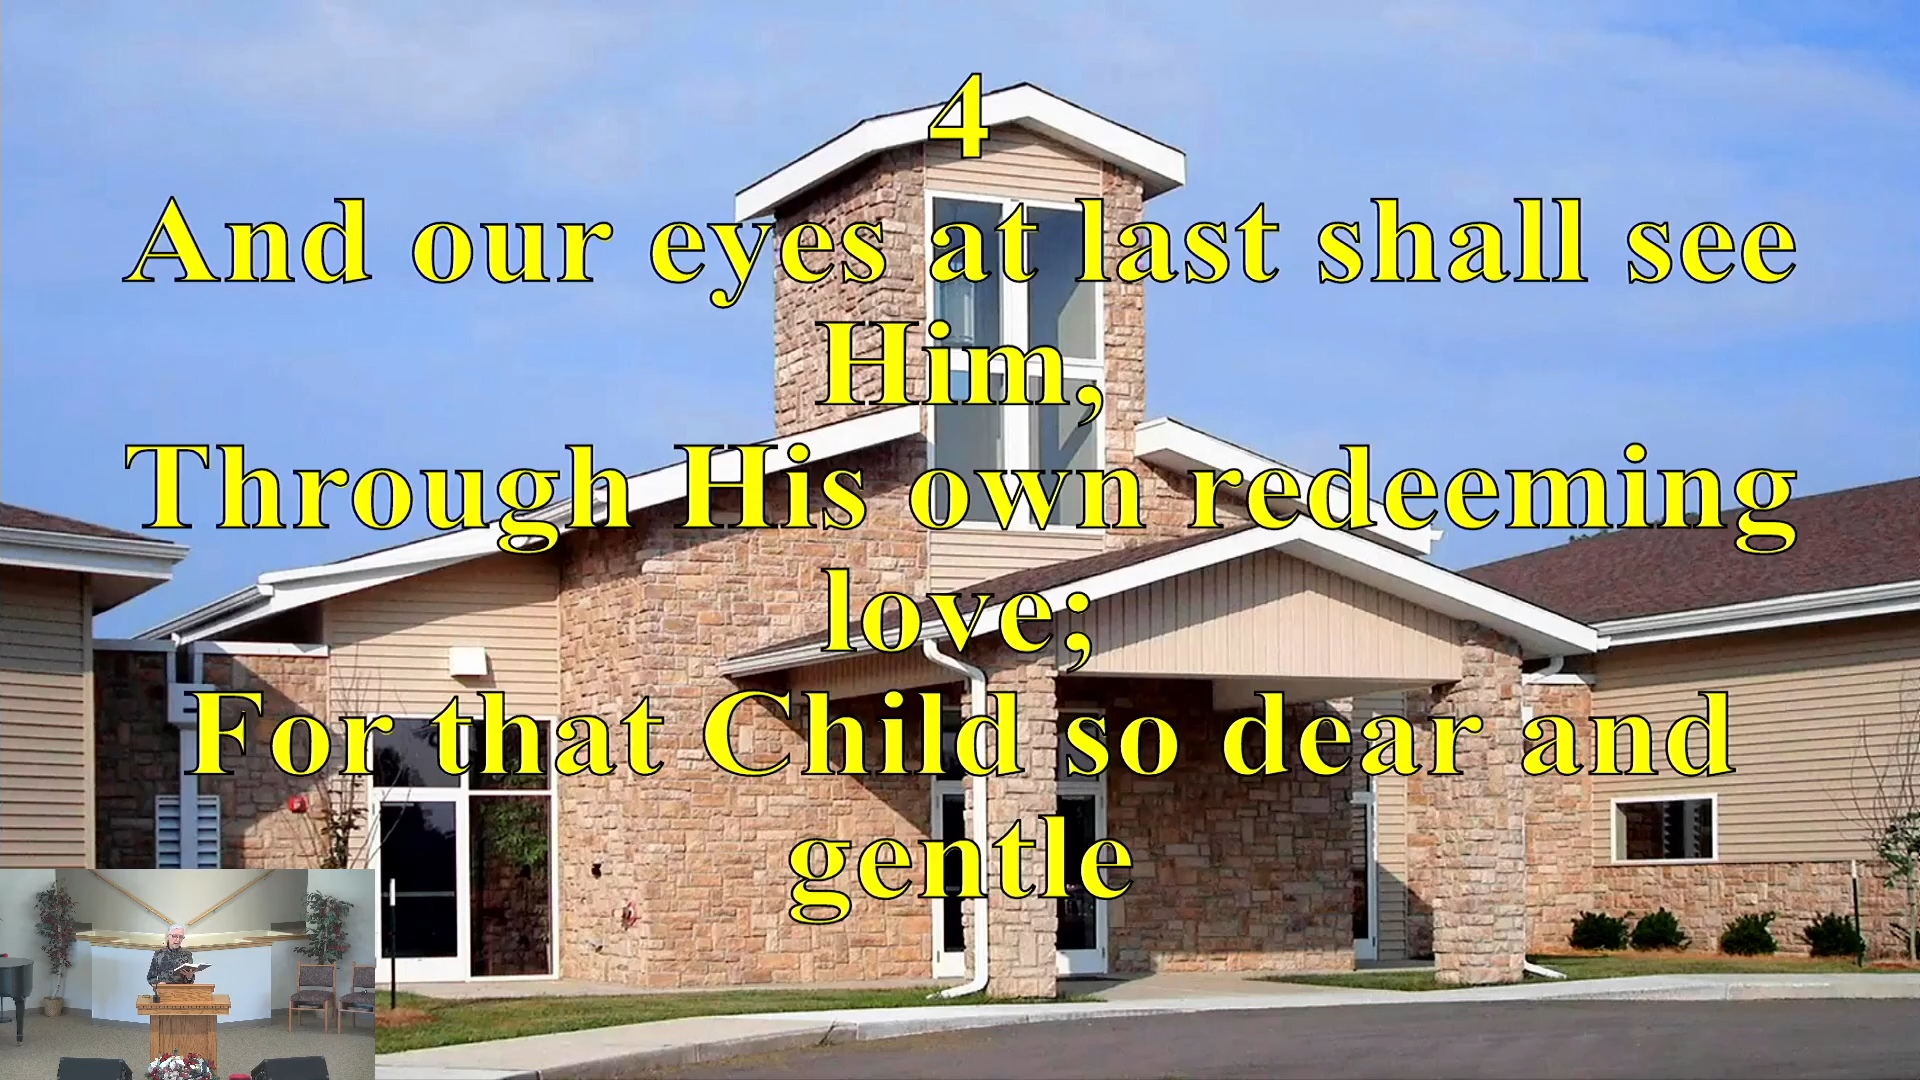 4
And our eyes at last shall see
Him,
Through His own redeeming
love;
For that Child so dear and
gentle